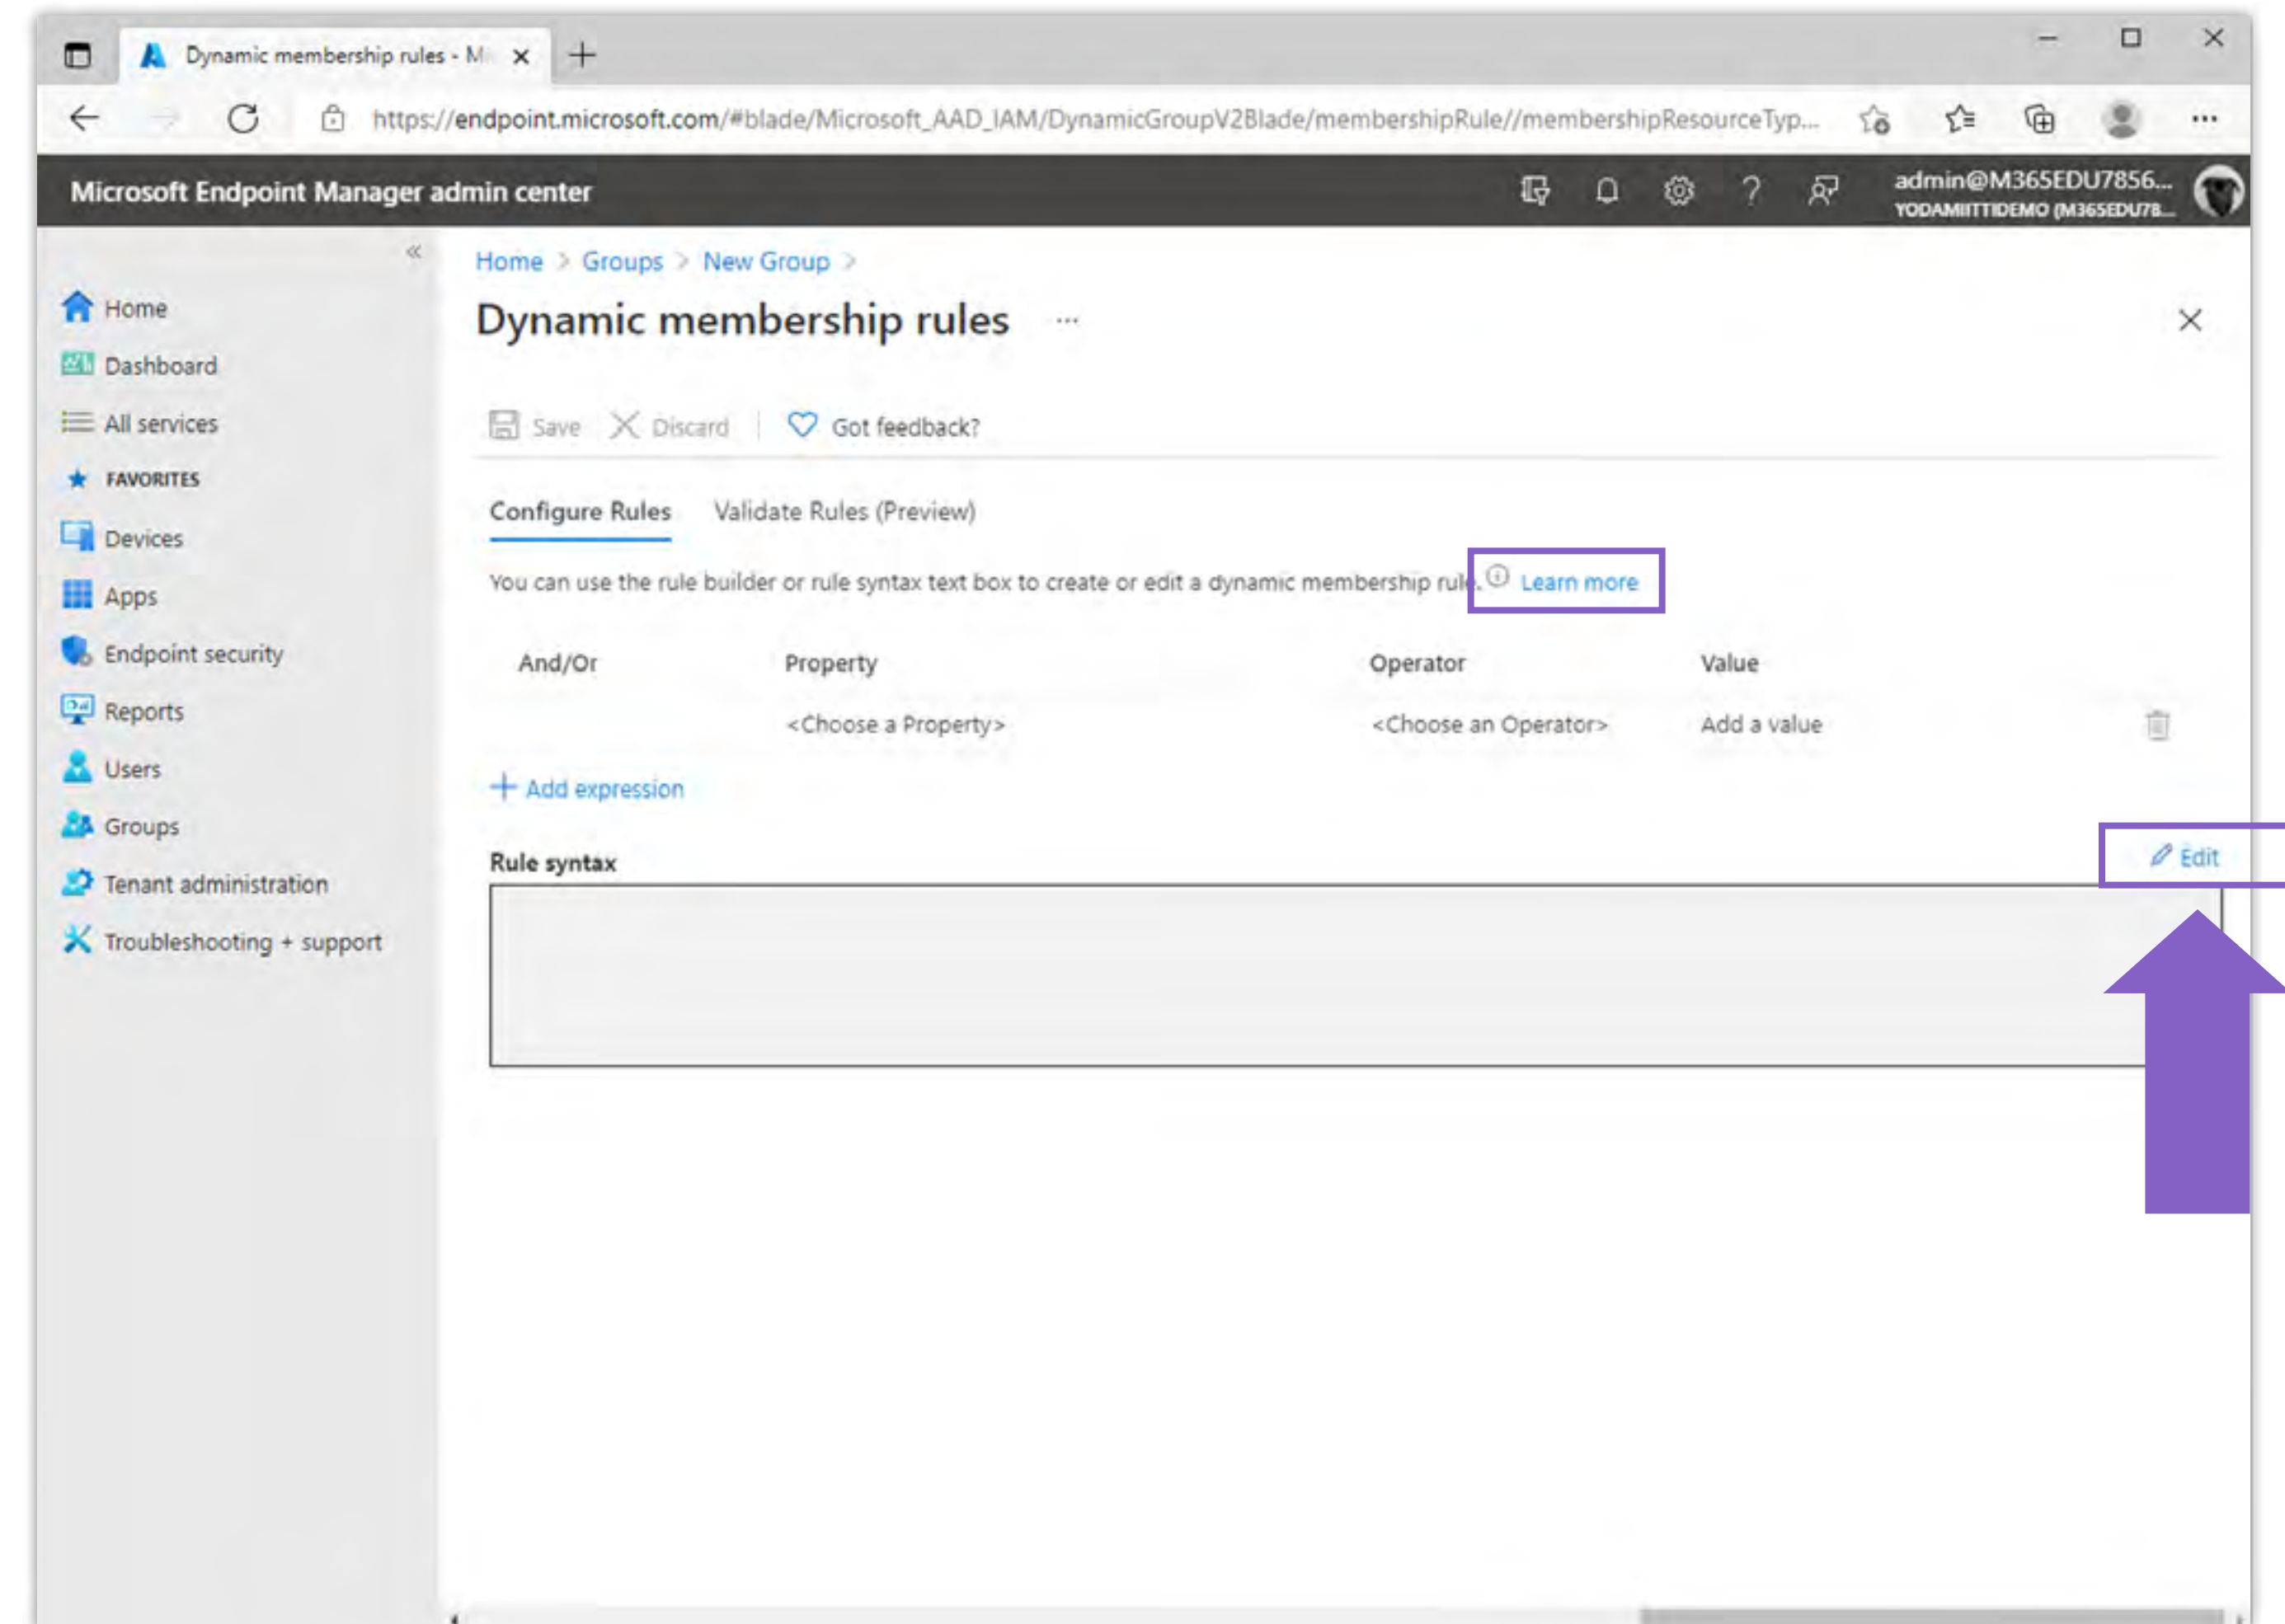 Dynamic membership rules - Mi
https://endpoint.microsoft.com/#blade/Microsoft_AAD_IAM/DynamicGroupV2Blade/membershipRule//membershipResourceTyp...
Microsoft Endpoint Manager admin center
admin@M365EDU7856...
YODAMIITTIDEMO (M365EDU78...
Home > Groups > New Group >
Dynamic membership rules ...
Home
Dashboard
All services
FAVORITES
Devices
Apps
Endpoint security
Reports
Users
Groups
Tenant administration
Troubleshooting + support
Save Discard Got feedback?
Configure Rules Validate Rules (Preview)
You can use the rule builder or rule syntax text box to create or edit a dynamic membership rule. Learn more
And/Or Property Operator Value
<Choose a Property> <Choose an Operator> Add a value
+ Add expression
Rule syntax
Edit